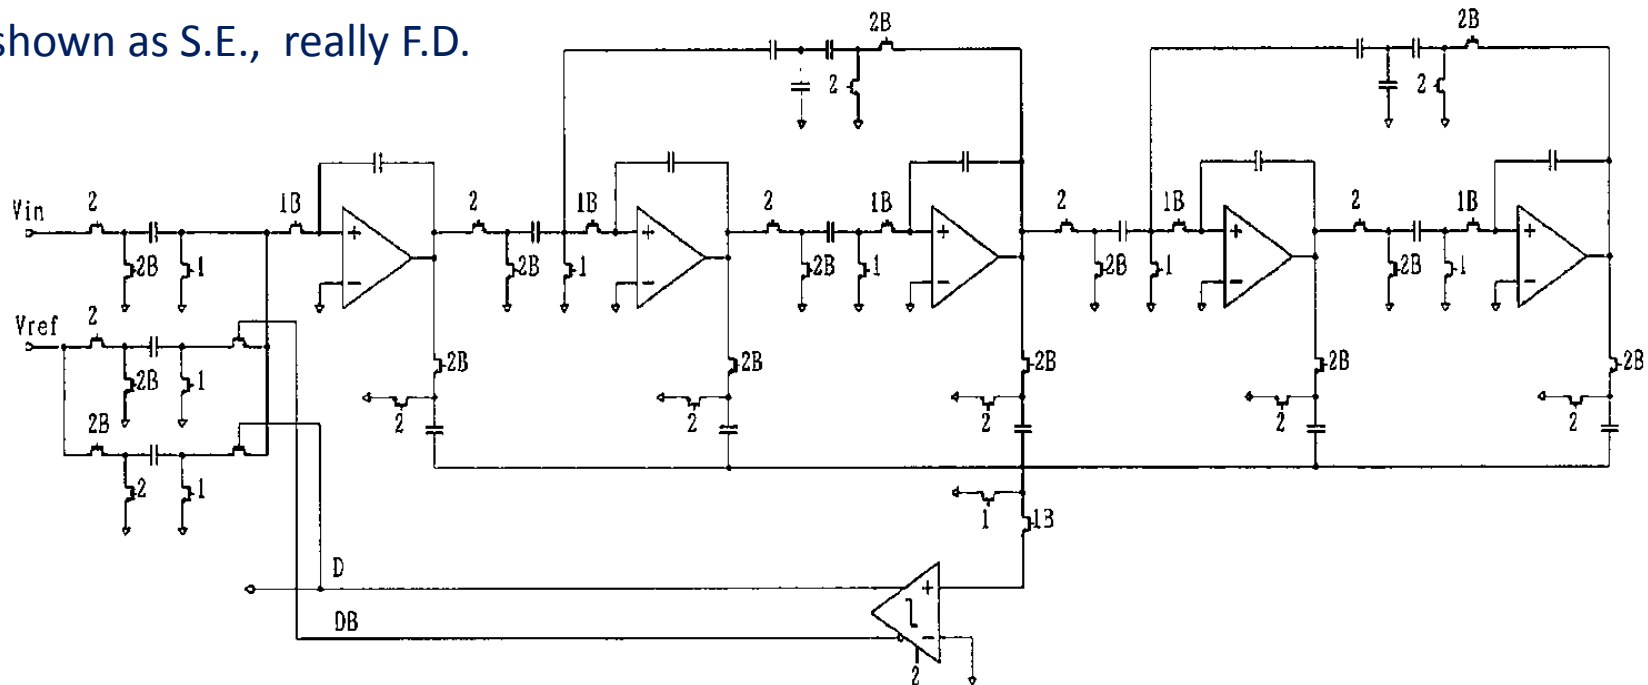 shown as S.E., really F.D.
2B 2B
2 2
Vin 2 1B 2 1B 2 1B 2 1B 2 1B
2B 1 2B 1 2B 1 2B 1 2B 1
+ + + + +
- - - - -
Vref 2
2B 1
2B 2B 2B 2B 2B
2B 2 2 2 2 2
2 1
1 1B
D +
DB -
2